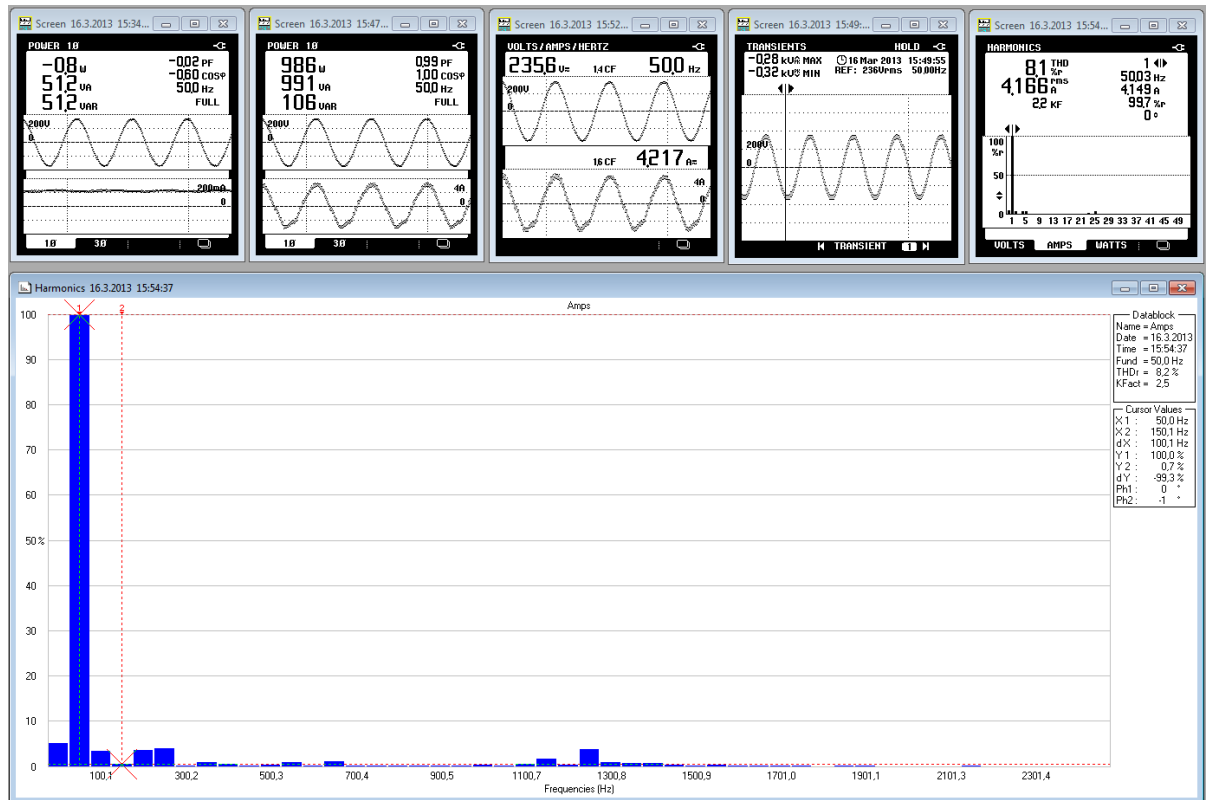 Screen 16.3.2013 15:34...
POWER 1Ø
-0,8 W
51,2 VA
51,2 VAR
-0,02 PF
-0,60 COSφ
50,0 Hz
FULL
200V
0
200mA
0
1Ø 3Ø
Screen 16.3.2013 15:47...
POWER 1Ø
986 W
991 VA
106 VAR
0,99 PF
1,00 COSφ
50,0 Hz
FULL
200V
0
4A
0
1Ø 3Ø
Screen 16.3.2013 15:52...
VOLTS/AMPS/HERTZ
235,6 V≂ 1,4 CF 50,0 Hz
200V
0
1,6 CF 4,217 A≂
4A
0
Screen 16.3.2013 15:49:...
TRANSIENTS HOLD
-0,28 kV MAX 16 Mar 2013 15:49:55
-0,32 kV MIN REF: 236Vrms 50,00Hz
200V
0
TRANSIENT 1
Screen 16.3.2013 15:54...
HARMONICS
8,1 THD %r
4,166 rms A
2,2 KF
1
50,03 Hz
4,149 A
99,7 %r
0 °
100
%r
50
0
1 5 9 13 17 21 25 29 33 37 41 45 49
VOLTS AMPS WATTS
Harmonics 16.3.2013 15:54:37
Amps
1 2
100
90
80
70
60
50 %
40
30
20
10
0
100,1 300,2 500,3 700,4 900,5 1100,7 1300,8 1500,9 1701,0 1901,1 2101,3 2301,4
Frequencies (Hz)
Datablock
Name = Amps
Date = 16.3.2013
Time = 15:54:37
Fund = 50,0 Hz
THDr = 8,2 %
KFact = 2,5
Cursor Values
X 1 : 50,0 Hz
X 2 : 150,1 Hz
dX : 100,1 Hz
Y 1 : 100,0 %
Y 2 : 0,7 %
dY : -99,3 %
Ph1 : 0 °
Ph2 : -1 °